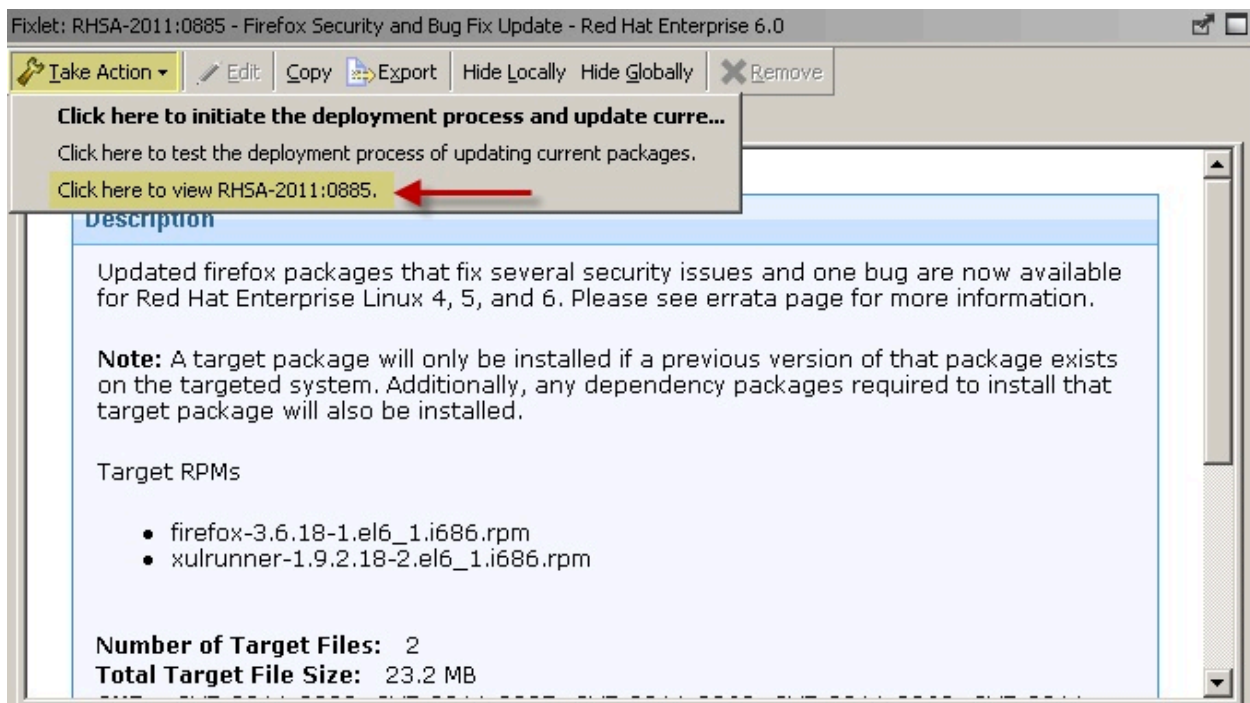 Fixlet: RHSA-2011:0885 - Firefox Security and Bug Fix Update - Red Hat Enterprise 6.0
Take Action Edit Copy Export Hide Locally Hide Globally Remove
Click here to initiate the deployment process and update curre...
Click here to test the deployment process of updating current packages.
Click here to view RHSA-2011:0885.
Description
Updated firefox packages that fix several security issues and one bug are now available
for Red Hat Enterprise Linux 4, 5, and 6. Please see errata page for more information.
Note: A target package will only be installed if a previous version of that package exists
on the targeted system. Additionally, any dependency packages required to install that
target package will also be installed.
Target RPMs
• firefox-3.6.18-1.el6_1.i686.rpm
• xulrunner-1.9.2.18-2.el6_1.i686.rpm
Number of Target Files: 2
Total Target File Size: 23.2 MB